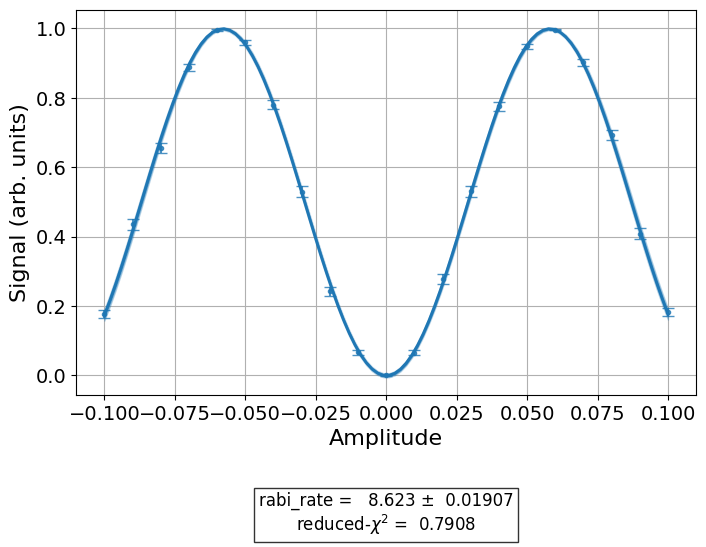 1.0
0.8
0.6
0.4
0.2
0.0
Signal (arb. units)
−0.100 −0.075 −0.050 −0.025 0.000 0.025 0.050 0.075 0.100
Amplitude
rabi_rate = 8.623 ± 0.01907
reduced-χ² = 0.7908